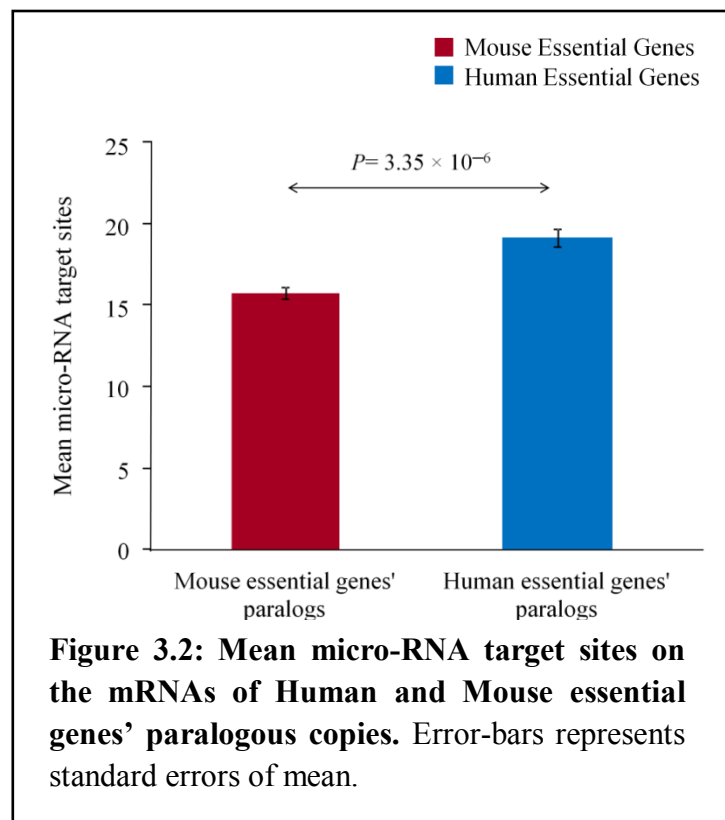 Mouse Essential Genes
Human Essential Genes
P= 3.35 × 10⁻⁶
Mean micro-RNA target sites
25
20
15
10
5
0
Mouse essential genes'
paralogs
Human essential genes'
paralogs
Figure 3.2: Mean micro-RNA target sites on
the mRNAs of Human and Mouse essential
genes’ paralogous copies. Error-bars represents
standard errors of mean.